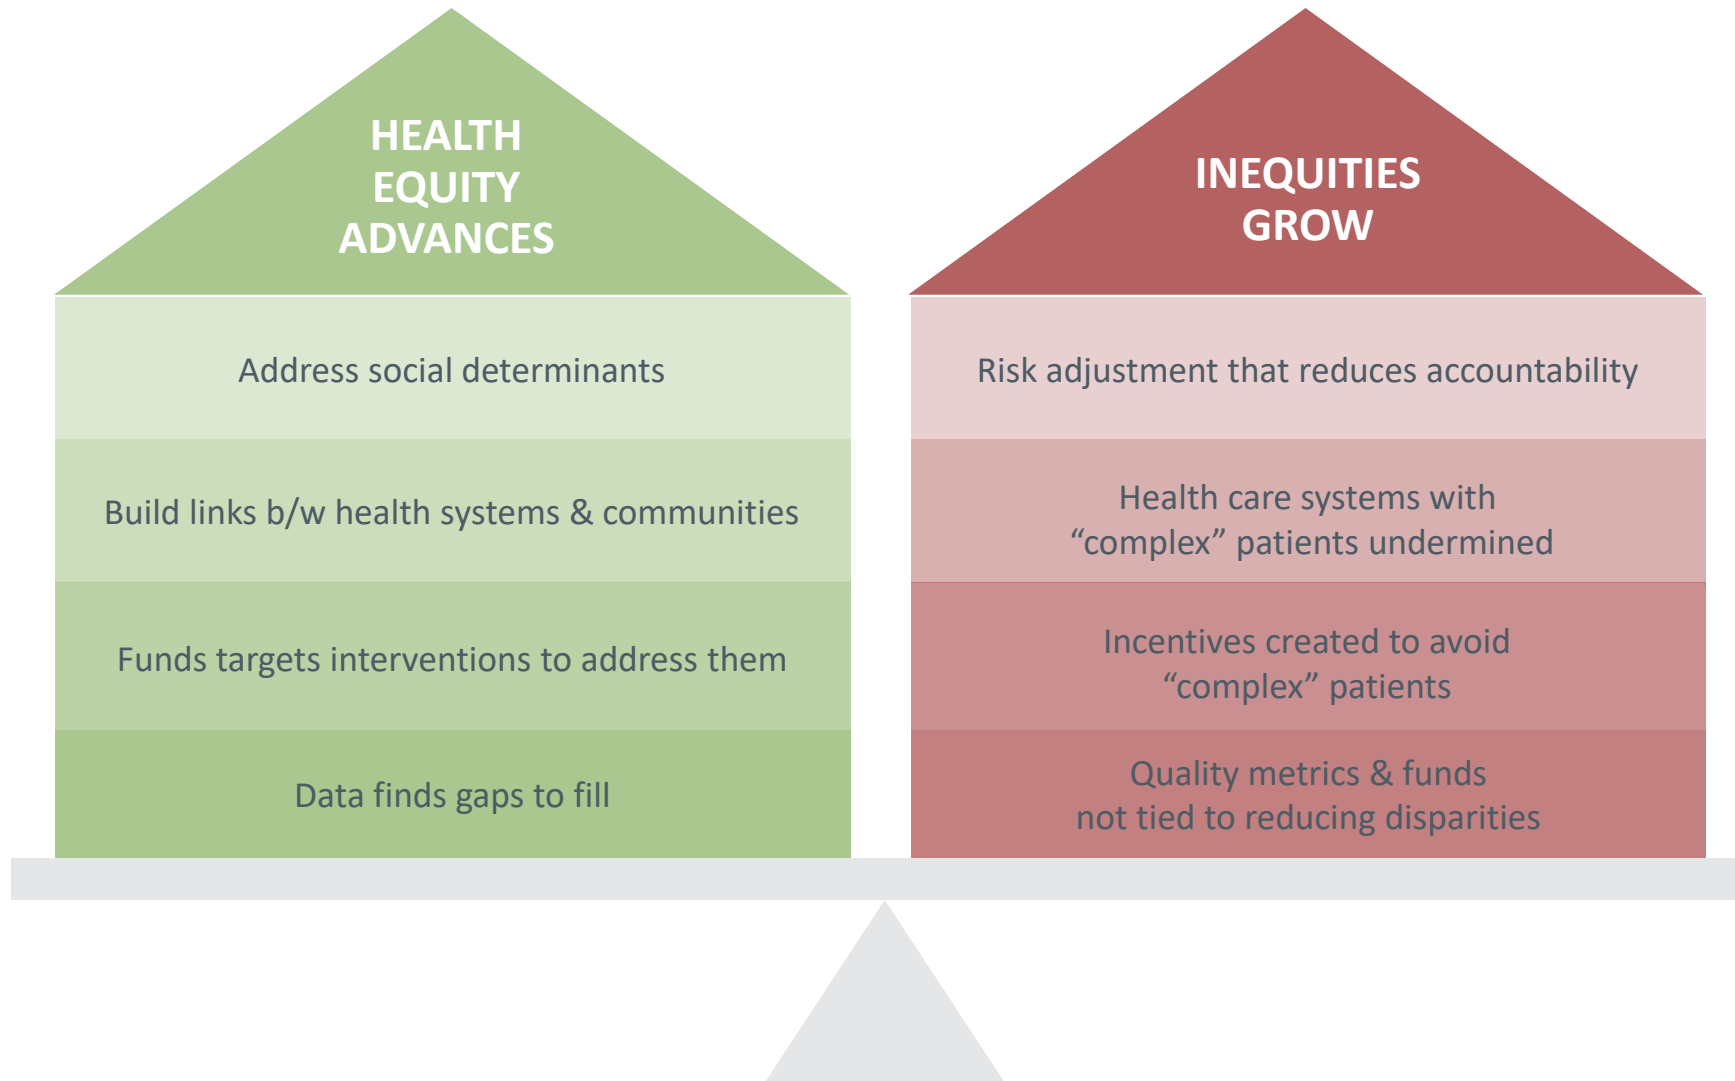 HEALTH
EQUITY
ADVANCES
Address social determinants
Build links b/w health systems & communities
Funds targets interventions to address them
Data finds gaps to fill
INEQUITIES
GROW
Risk adjustment that reduces accountability
Health care systems with
“complex” patients undermined
Incentives created to avoid
“complex” patients
Quality metrics & funds
not tied to reducing disparities